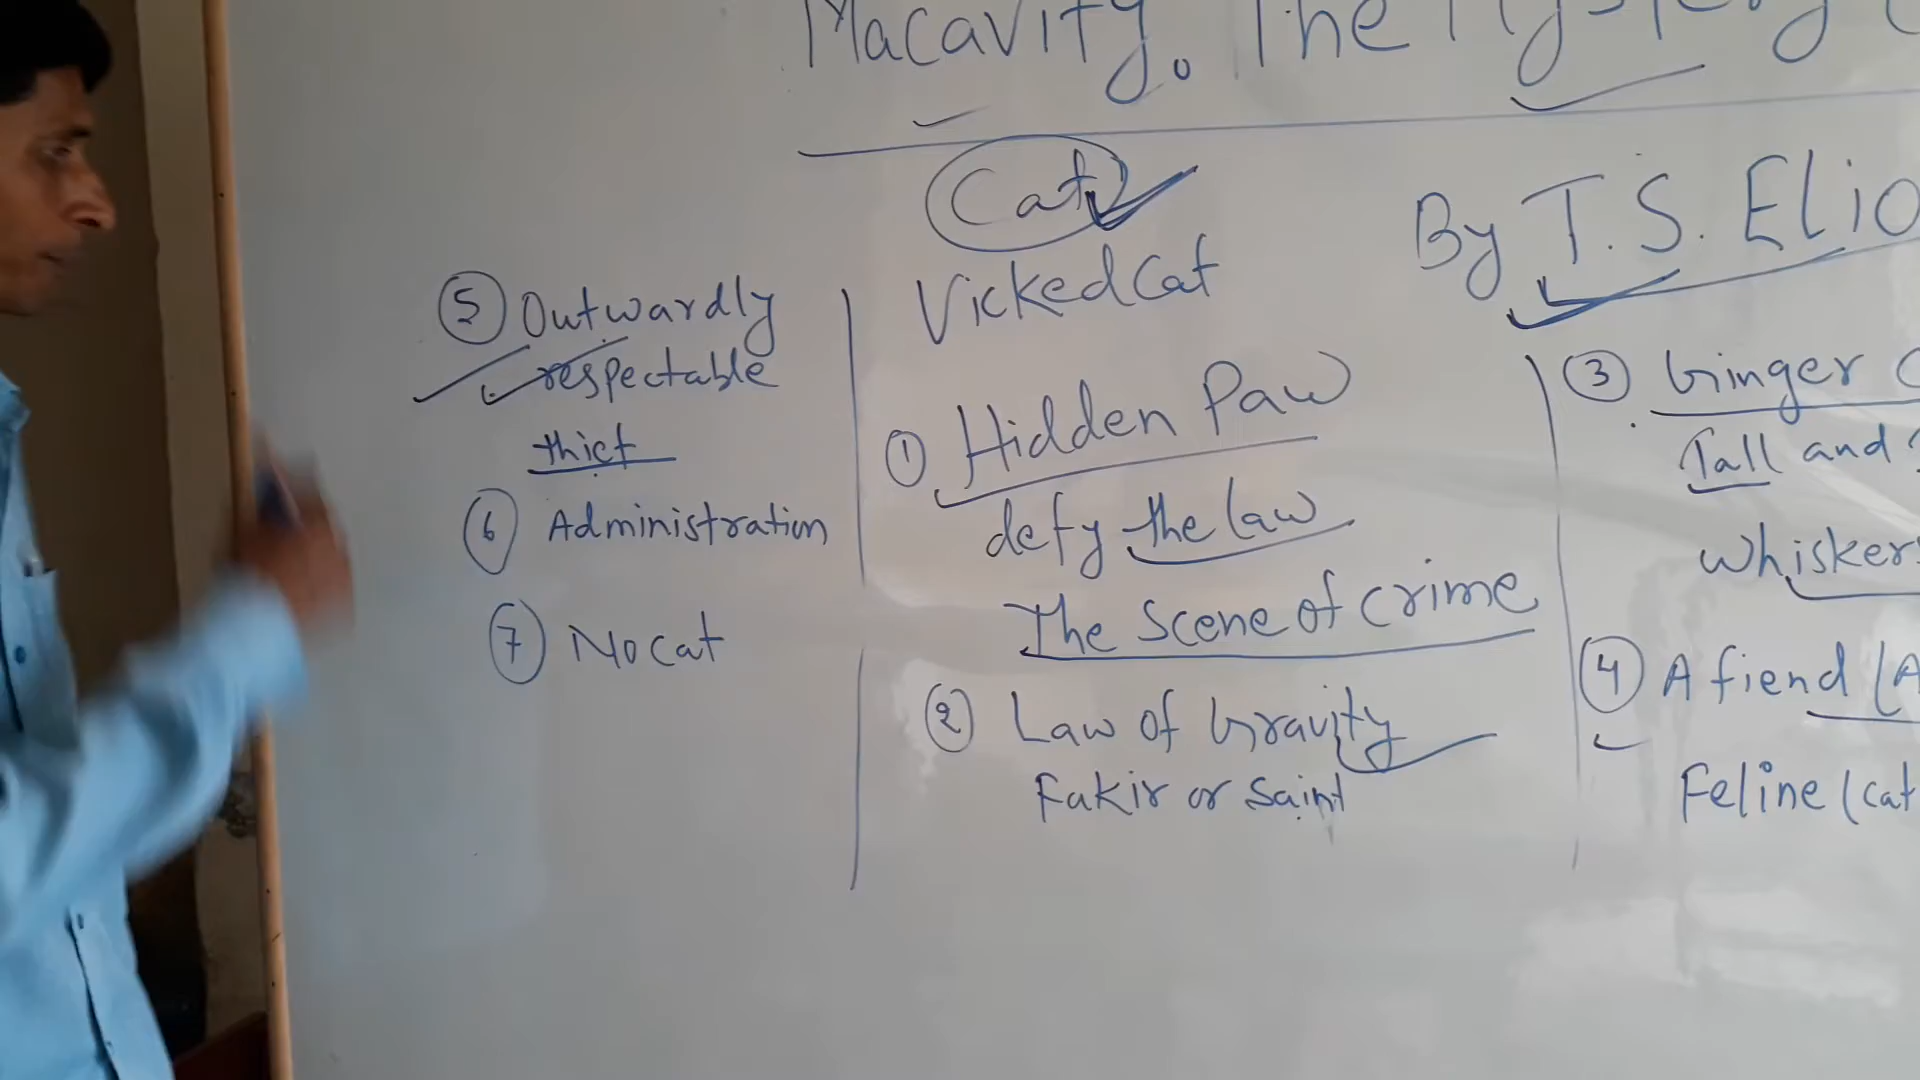 Macavity. The Mystery
Cat
By T.S. Elio
Vicked Cat
① Hidden Paw
defy the law
The Scene of Crime
② Law of Gravity
Fakir or Saint
③ Ginger
Tall and
Whiskers
④ A fiend (A
Feline (cat
⑤ Outwardly
respectable
thief
⑥ Administration
⑦ No cat